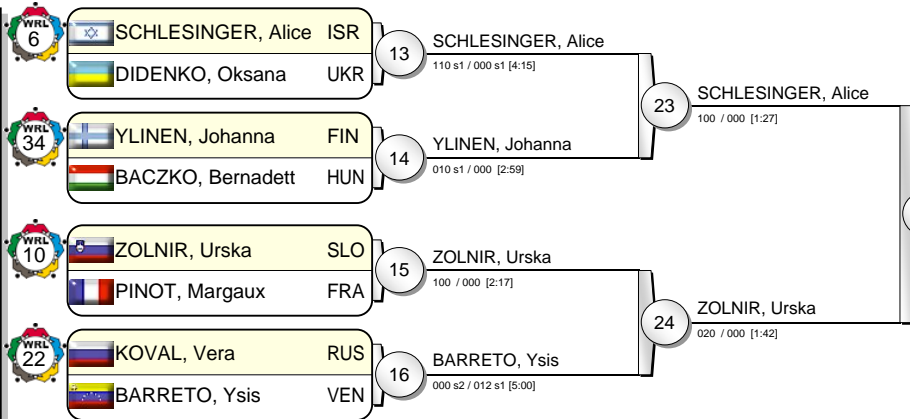 WRL
6
SCHLESINGER, Alice ISR
DIDENKO, Oksana UKR
13
SCHLESINGER, Alice
110 s1 / 000 s1 [4:15]
23
SCHLESINGER, Alice
100 / 000 [1:27]
WRL
34
YLINEN, Johanna FIN
BACZKO, Bernadett HUN
14
YLINEN, Johanna
010 s1 / 000 [2:59]
WRL
10
ZOLNIR, Urska SLO
PINOT, Margaux FRA
15
ZOLNIR, Urska
100 / 000 [2:17]
24
ZOLNIR, Urska
020 / 000 [1:42]
WRL
22
KOVAL, Vera RUS
BARRETO, Ysis VEN
16
BARRETO, Ysis
000 s2 / 012 s1 [5:00]